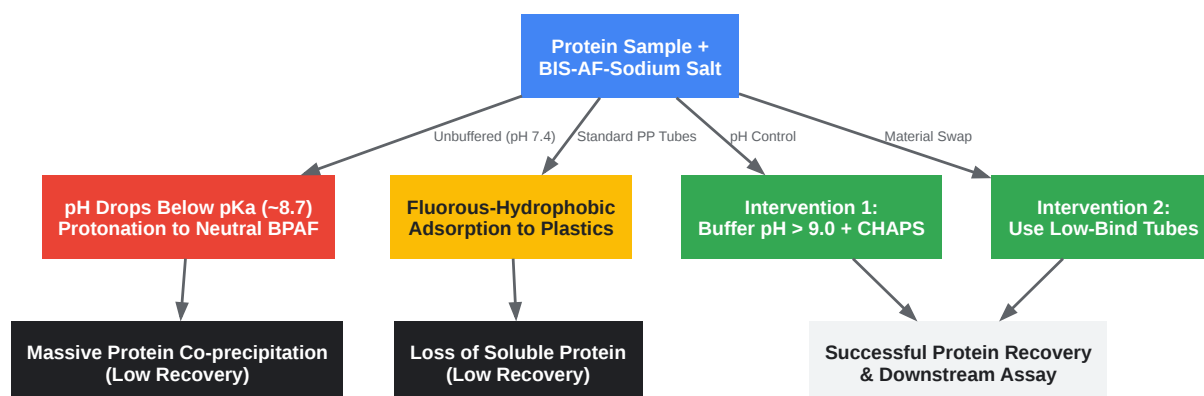 Protein Sample +
BIS-AF-Sodium Salt
Unbuffered (pH 7.4)
Standard PP Tubes
pH Control
Material Swap
pH Drops Below pKa (~8.7)
Protonation to Neutral BPAF
Fluorous-Hydrophobic
Adsorption to Plastics
Intervention 1:
Buffer pH > 9.0 + CHAPS
Intervention 2:
Use Low-Bind Tubes
Massive Protein Co-precipitation
(Low Recovery)
Loss of Soluble Protein
(Low Recovery)
Successful Protein Recovery
& Downstream Assay